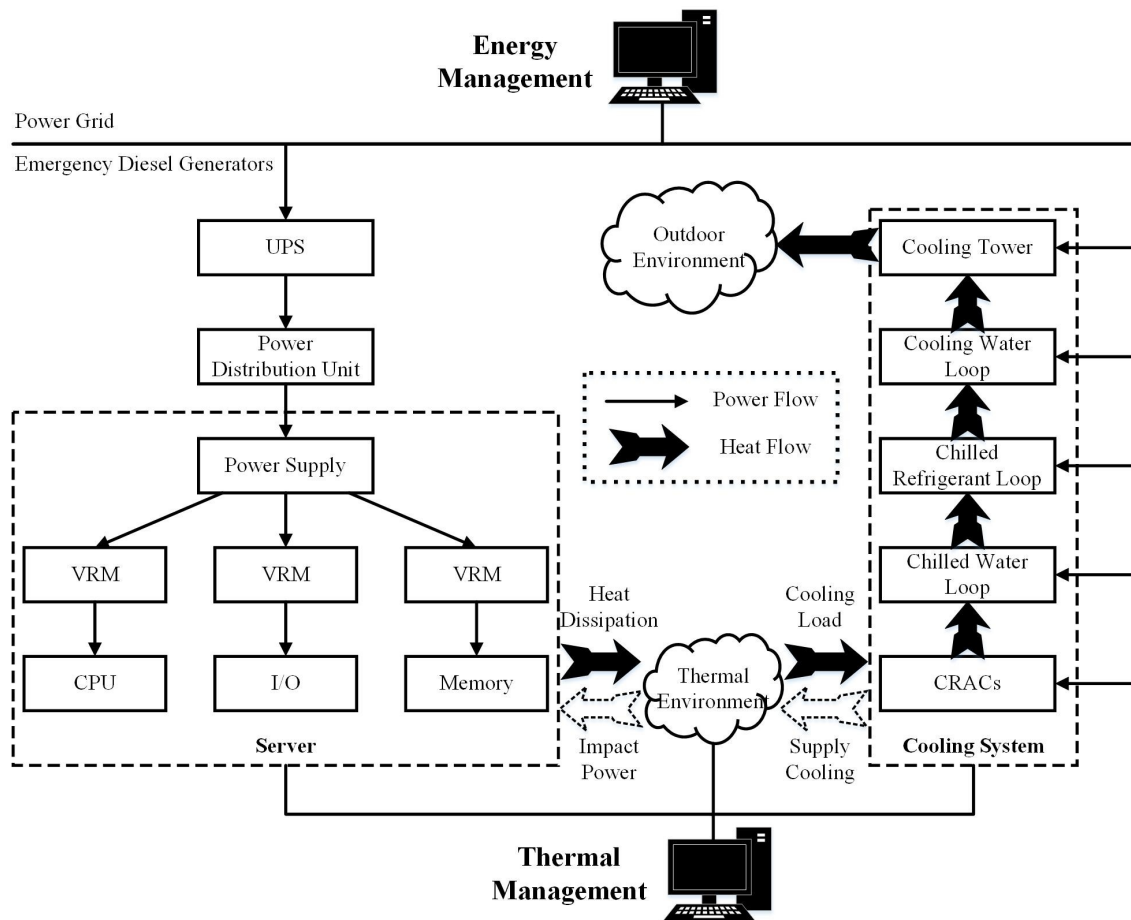 Energy
Management
Power Grid
Emergency Diesel Generators
UPS
Outdoor
Environment
Cooling Tower
Power
Distribution Unit
Cooling Water
Loop
Power Flow
Heat Flow
Power Supply
Chilled
Refrigerant Loop
VRM
VRM
VRM
Chilled Water
Loop
Heat
Dissipation
Cooling
Load
CPU
I/O
Memory
Thermal
Environment
CRACs
Server
Impact
Power
Supply
Cooling
Cooling System
Thermal
Management